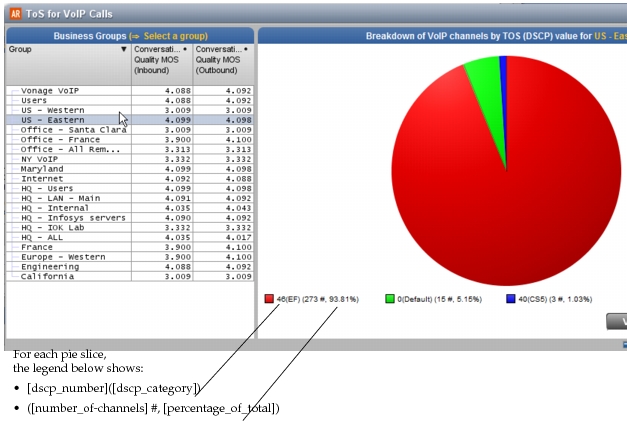 AR ToS for VoIP Calls
Business Groups (⇨ Select a group)
Breakdown of VoIP channels by TOS (DSCP) value for US - Eas
Group ▼ Conversati... • Quality MOS (Inbound) Conversati... • Quality MOS (Outbound)
Vonage VoIP 4.088 4.092
Users 4.088 4.092
US - Western 3.009 3.009
US - Eastern 4.099 4.098
Office - Santa Clara 3.009 3.009
Office - France 3.900 4.100
Office - All Rem... 3.313 3.313
NY VoIP 3.332 3.332
Maryland 4.099 4.098
Internet 4.092 4.088
HQ - Users 4.099 4.098
HQ - LAN - Main 4.091 4.092
HQ - Internal 4.035 4.043
HQ - Infosys servers 4.090 4.092
HQ - IOK Lab 3.332 3.332
HQ - ALL 4.035 4.017
France 3.900 4.100
Europe - Western 3.900 4.100
Engineering 4.088 4.092
California 3.009 3.009
46(EF) (273 #, 93.81%) 0(Default) (15 #, 5.15%) 40(CS5) (3 #, 1.03%)
V
For each pie slice,
the legend below shows:
• [dscp_number]([dscp_category])
• ([number_of-channels] #, [percentage_of_total])